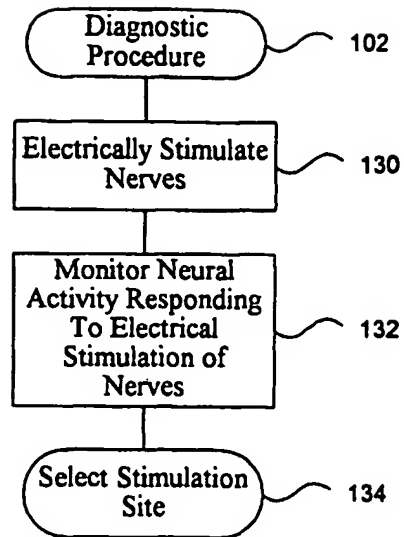 Diagnostic
Procedure
102
Electrically Stimulate
Nerves
130
Monitor Neural
Activity Responding
To Electrical
Stimulation of
Nerves
132
Select Stimulation
Site
134